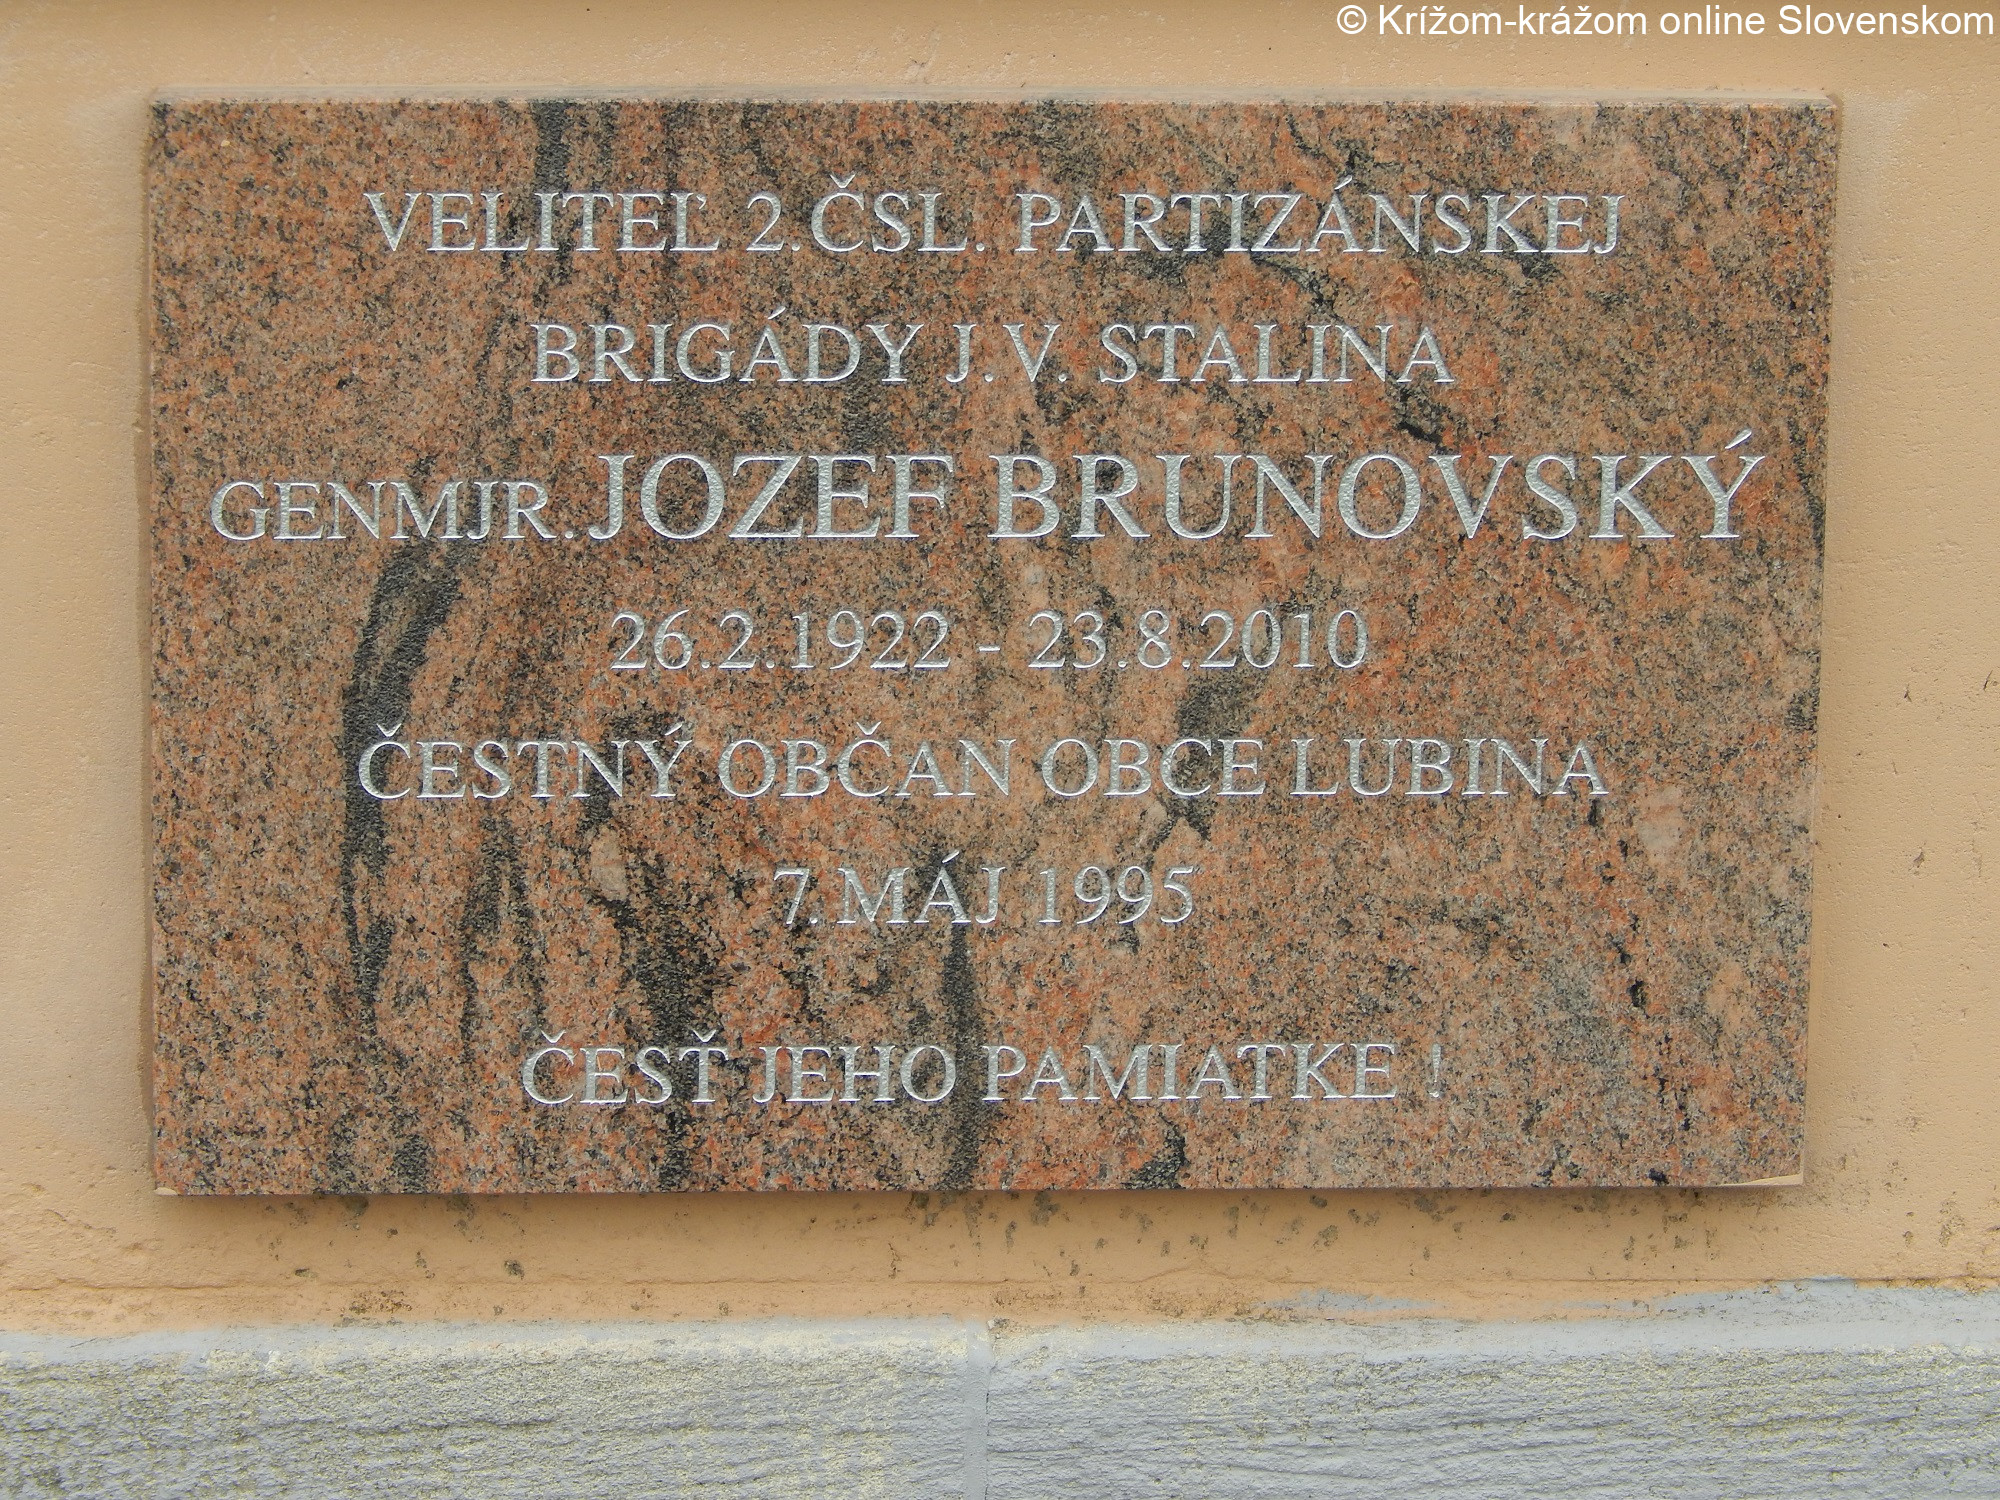 © Krížom-krážom online Slovenskom
VELITEĽ 2. ČSL. PARTIZÁNSKEJ
BRIGÁDY J. V. STALINA
GENMJR. JOZEF BRUNOVSKÝ
26.2.1922 - 23.8.2010
ČESTNÝ OBČAN OBCE LUBINA
7. MÁJ 1995
ČESŤ JEHO PAMIATKE !